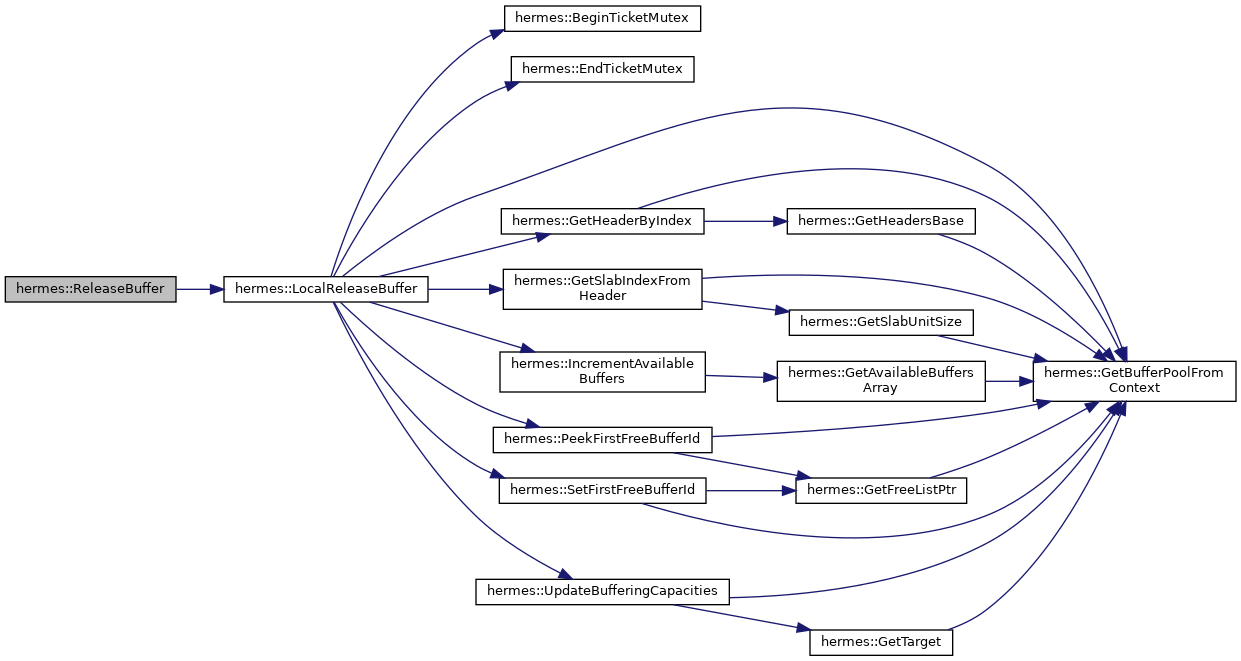 hermes::BeginTicketMutex
hermes::EndTicketMutex
hermes::GetHeaderByIndex
hermes::GetHeadersBase
hermes::ReleaseBuffer
hermes::LocalReleaseBuffer
hermes::GetSlabIndexFrom
Header
hermes::GetSlabUnitSize
hermes::IncrementAvailable
Buffers
hermes::GetAvailableBuffers
Array
hermes::GetBufferPoolFrom
Context
hermes::PeekFirstFreeBufferId
hermes::SetFirstFreeBufferId
hermes::GetFreeListPtr
hermes::UpdateBufferingCapacities
hermes::GetTarget